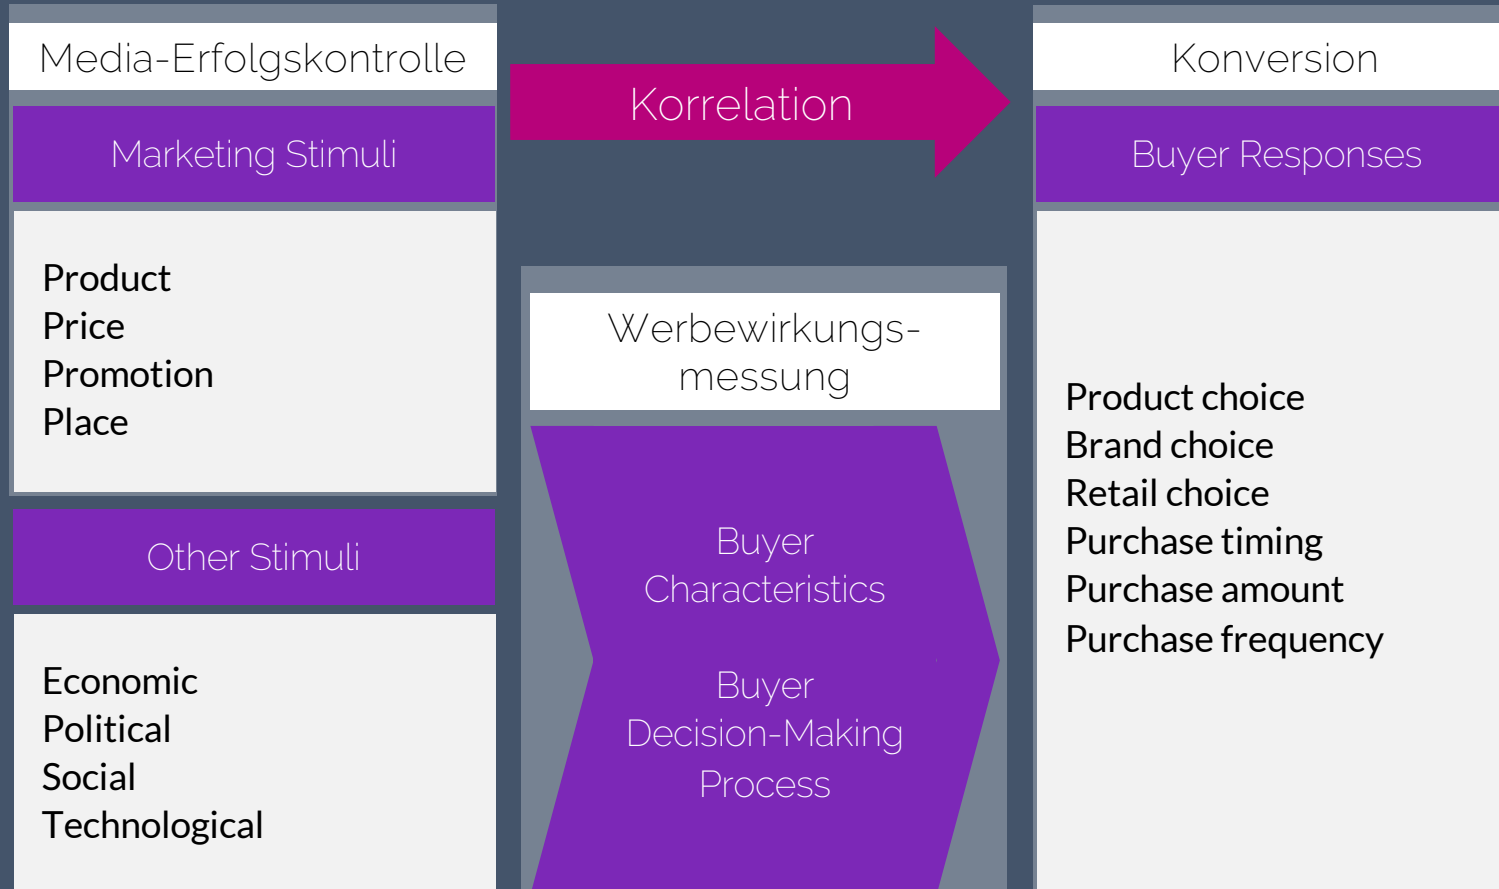 Media-Erfolgskontrolle
Marketing Stimuli
Product
Price
Promotion
Place
Other Stimuli
Economic
Political
Social
Technological
Korrelation
Werbewirkungs-
messung
Buyer
Characteristics
Buyer
Decision-Making
Process
Konversion
Buyer Responses
Product choice
Brand choice
Retail choice
Purchase timing
Purchase amount
Purchase frequency